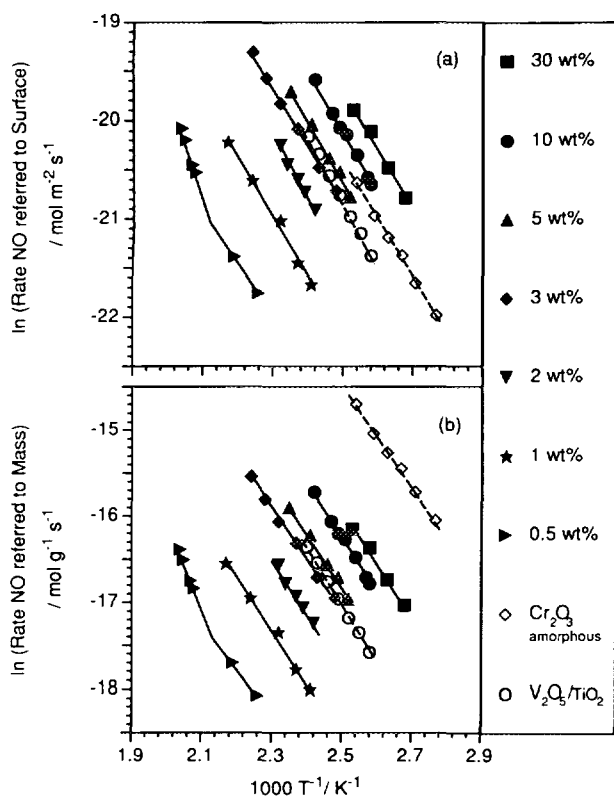 ln (Rate NO referred to Surface)
/ mol m⁻² s⁻¹
-19
-20
-21
-22
(a)
ln (Rate NO referred to Mass)
/ mol g⁻¹ s⁻¹
-15
-16
-17
-18
(b)
1.9 2.1 2.3 2.5 2.7 2.9
1000 T⁻¹/ K⁻¹
30 wt%
10 wt%
5 wt%
3 wt%
2 wt%
1 wt%
0.5 wt%
Cr₂O₃
amorphous
V₂O₅/TiO₂